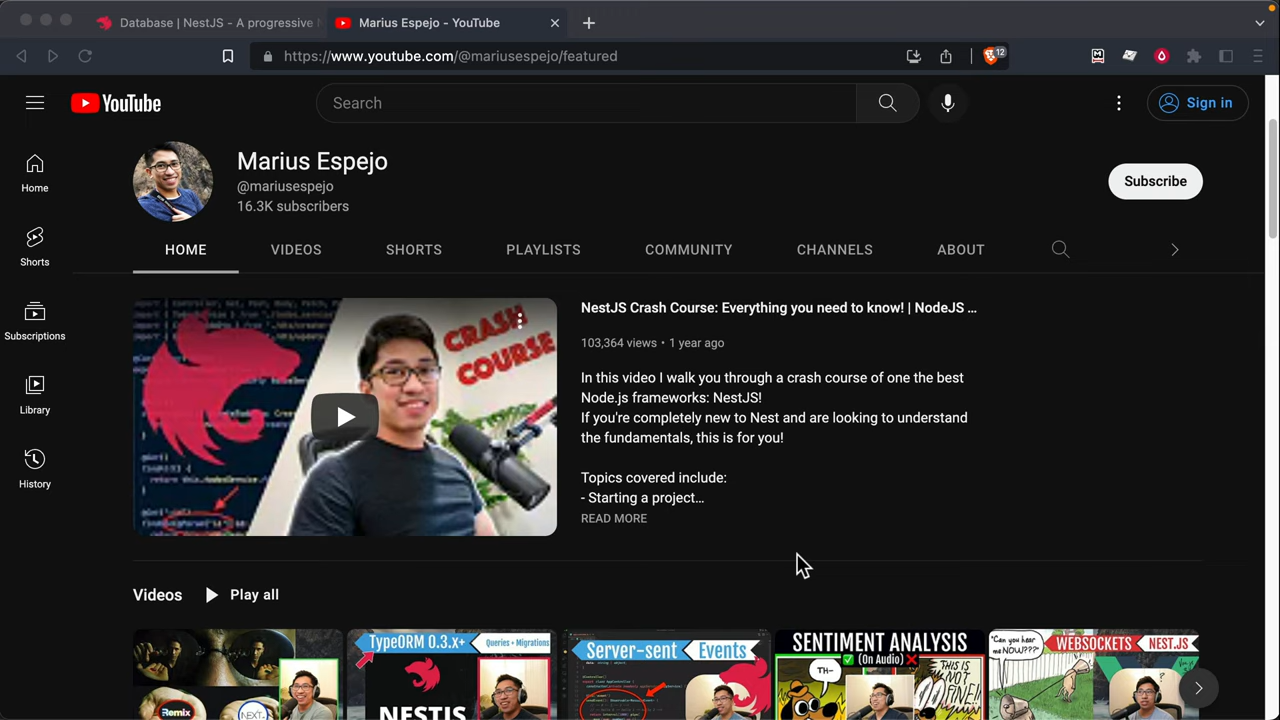 Database | NestJS - A progressive
Marius Espejo - YouTube
https://www.youtube.com/@mariusespejo/featured
12
YouTube
Search
Sign in
Home
Shorts
Subscriptions
Library
History
Marius Espejo
@mariusespejo
16.3K subscribers
Subscribe
HOME
VIDEOS
SHORTS
PLAYLISTS
COMMUNITY
CHANNELS
ABOUT
CRASH
COURSE
NestJS Crash Course: Everything you need to know! | NodeJS ...
103,364 views • 1 year ago
In this video I walk you through a crash course of one the best
Node.js frameworks: NestJS!
If you're completely new to Nest and are looking to understand
the fundamentals, this is for you!
Topics covered include:
- Starting a project...
READ MORE
Videos
Play all
Remix
NEXT
TypeORM 0.3.x+
Queries + Migrations
NESTJS
Server-sent
Events
SENTIMENT ANALYSIS
(On Audio)
TH-
THIS IS
NOT
"Can you hear
me NOW???"
WEBSOCKETS
NEST.JS